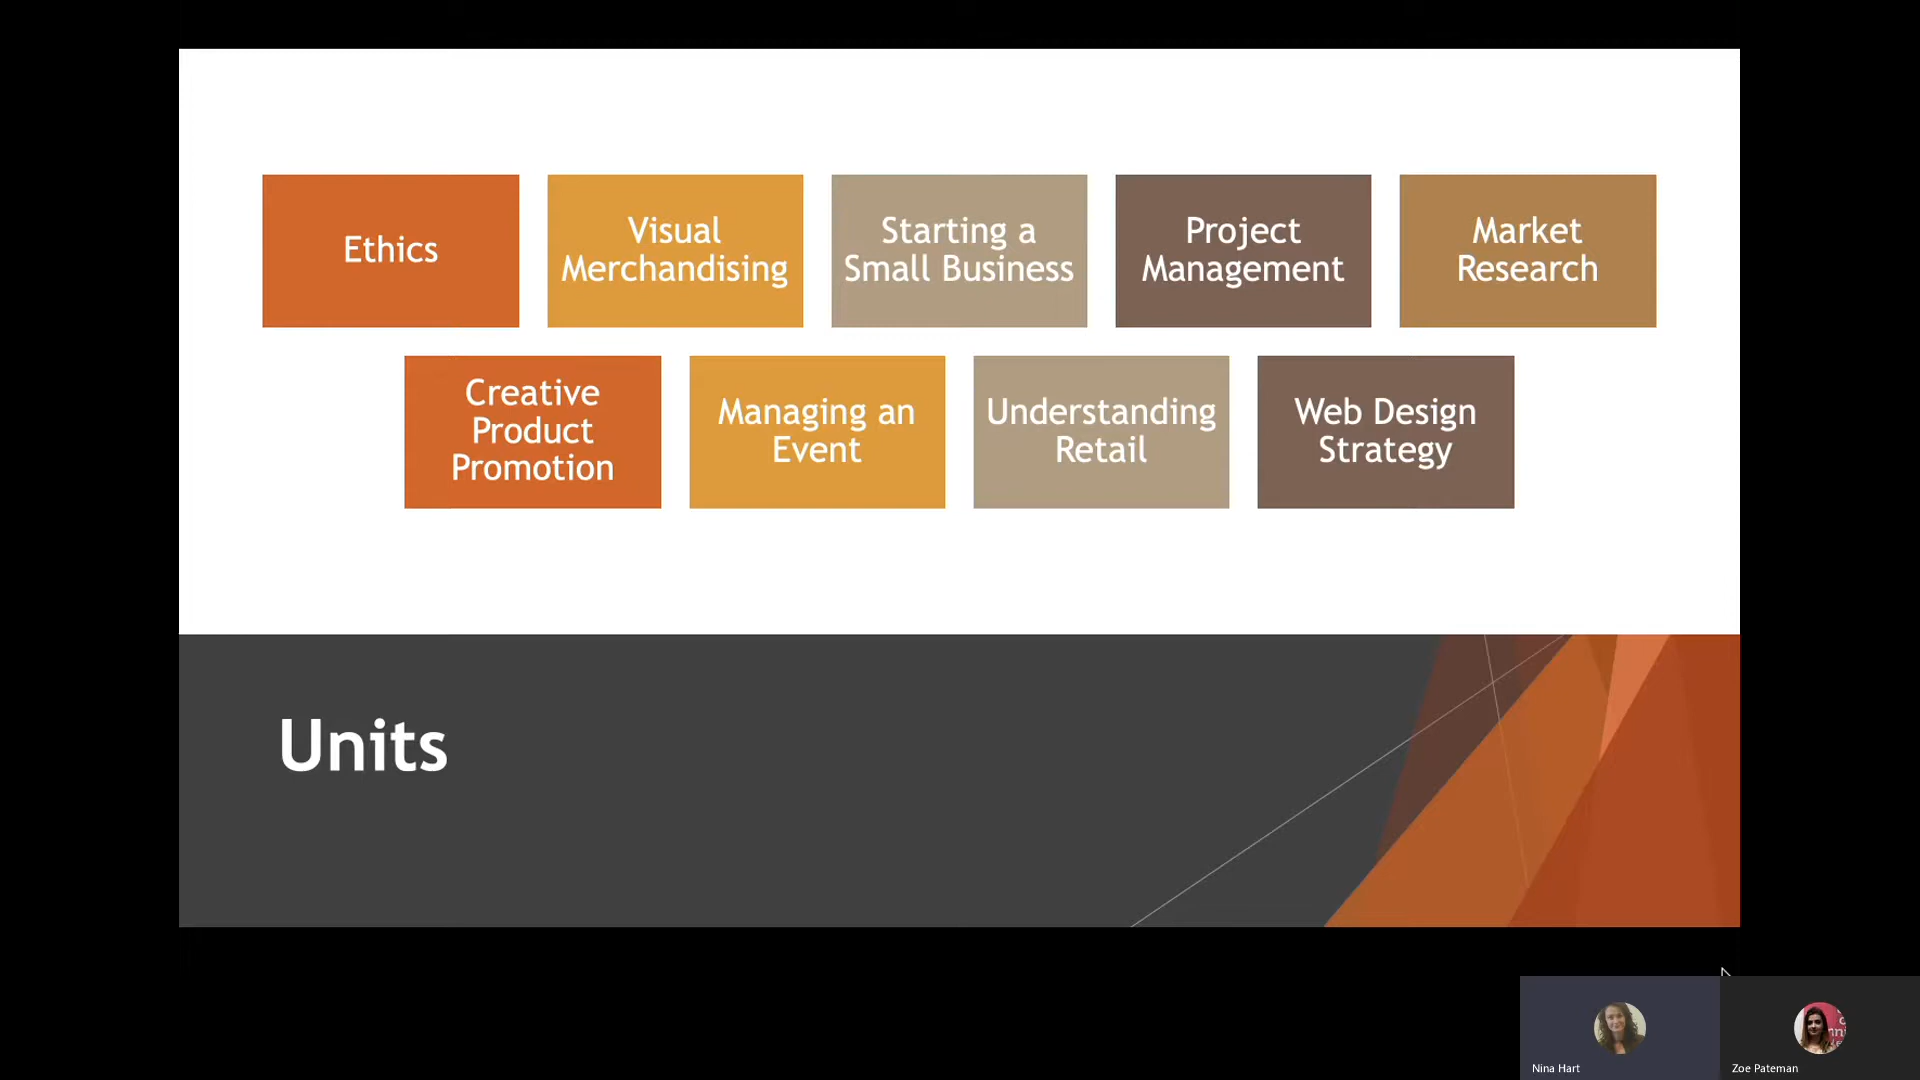 Ethics
Visual
Merchandising
Starting a
Small Business
Project
Management
Market
Research
Creative
Product
Promotion
Managing an
Event
Understanding
Retail
Web Design
Strategy
Units
Nina Hart
Zoe Pateman